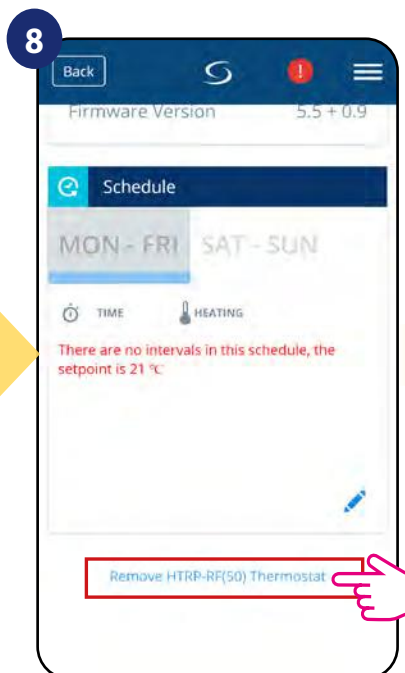 8
Back
!
Firmware Version 5.5 + 0.9
Schedule
MON - FRI SAT - SUN
TIME HEATING
There are no intervals in this schedule, the
setpoint is 21 °C
Remove HTRP-RF(50) Thermostat